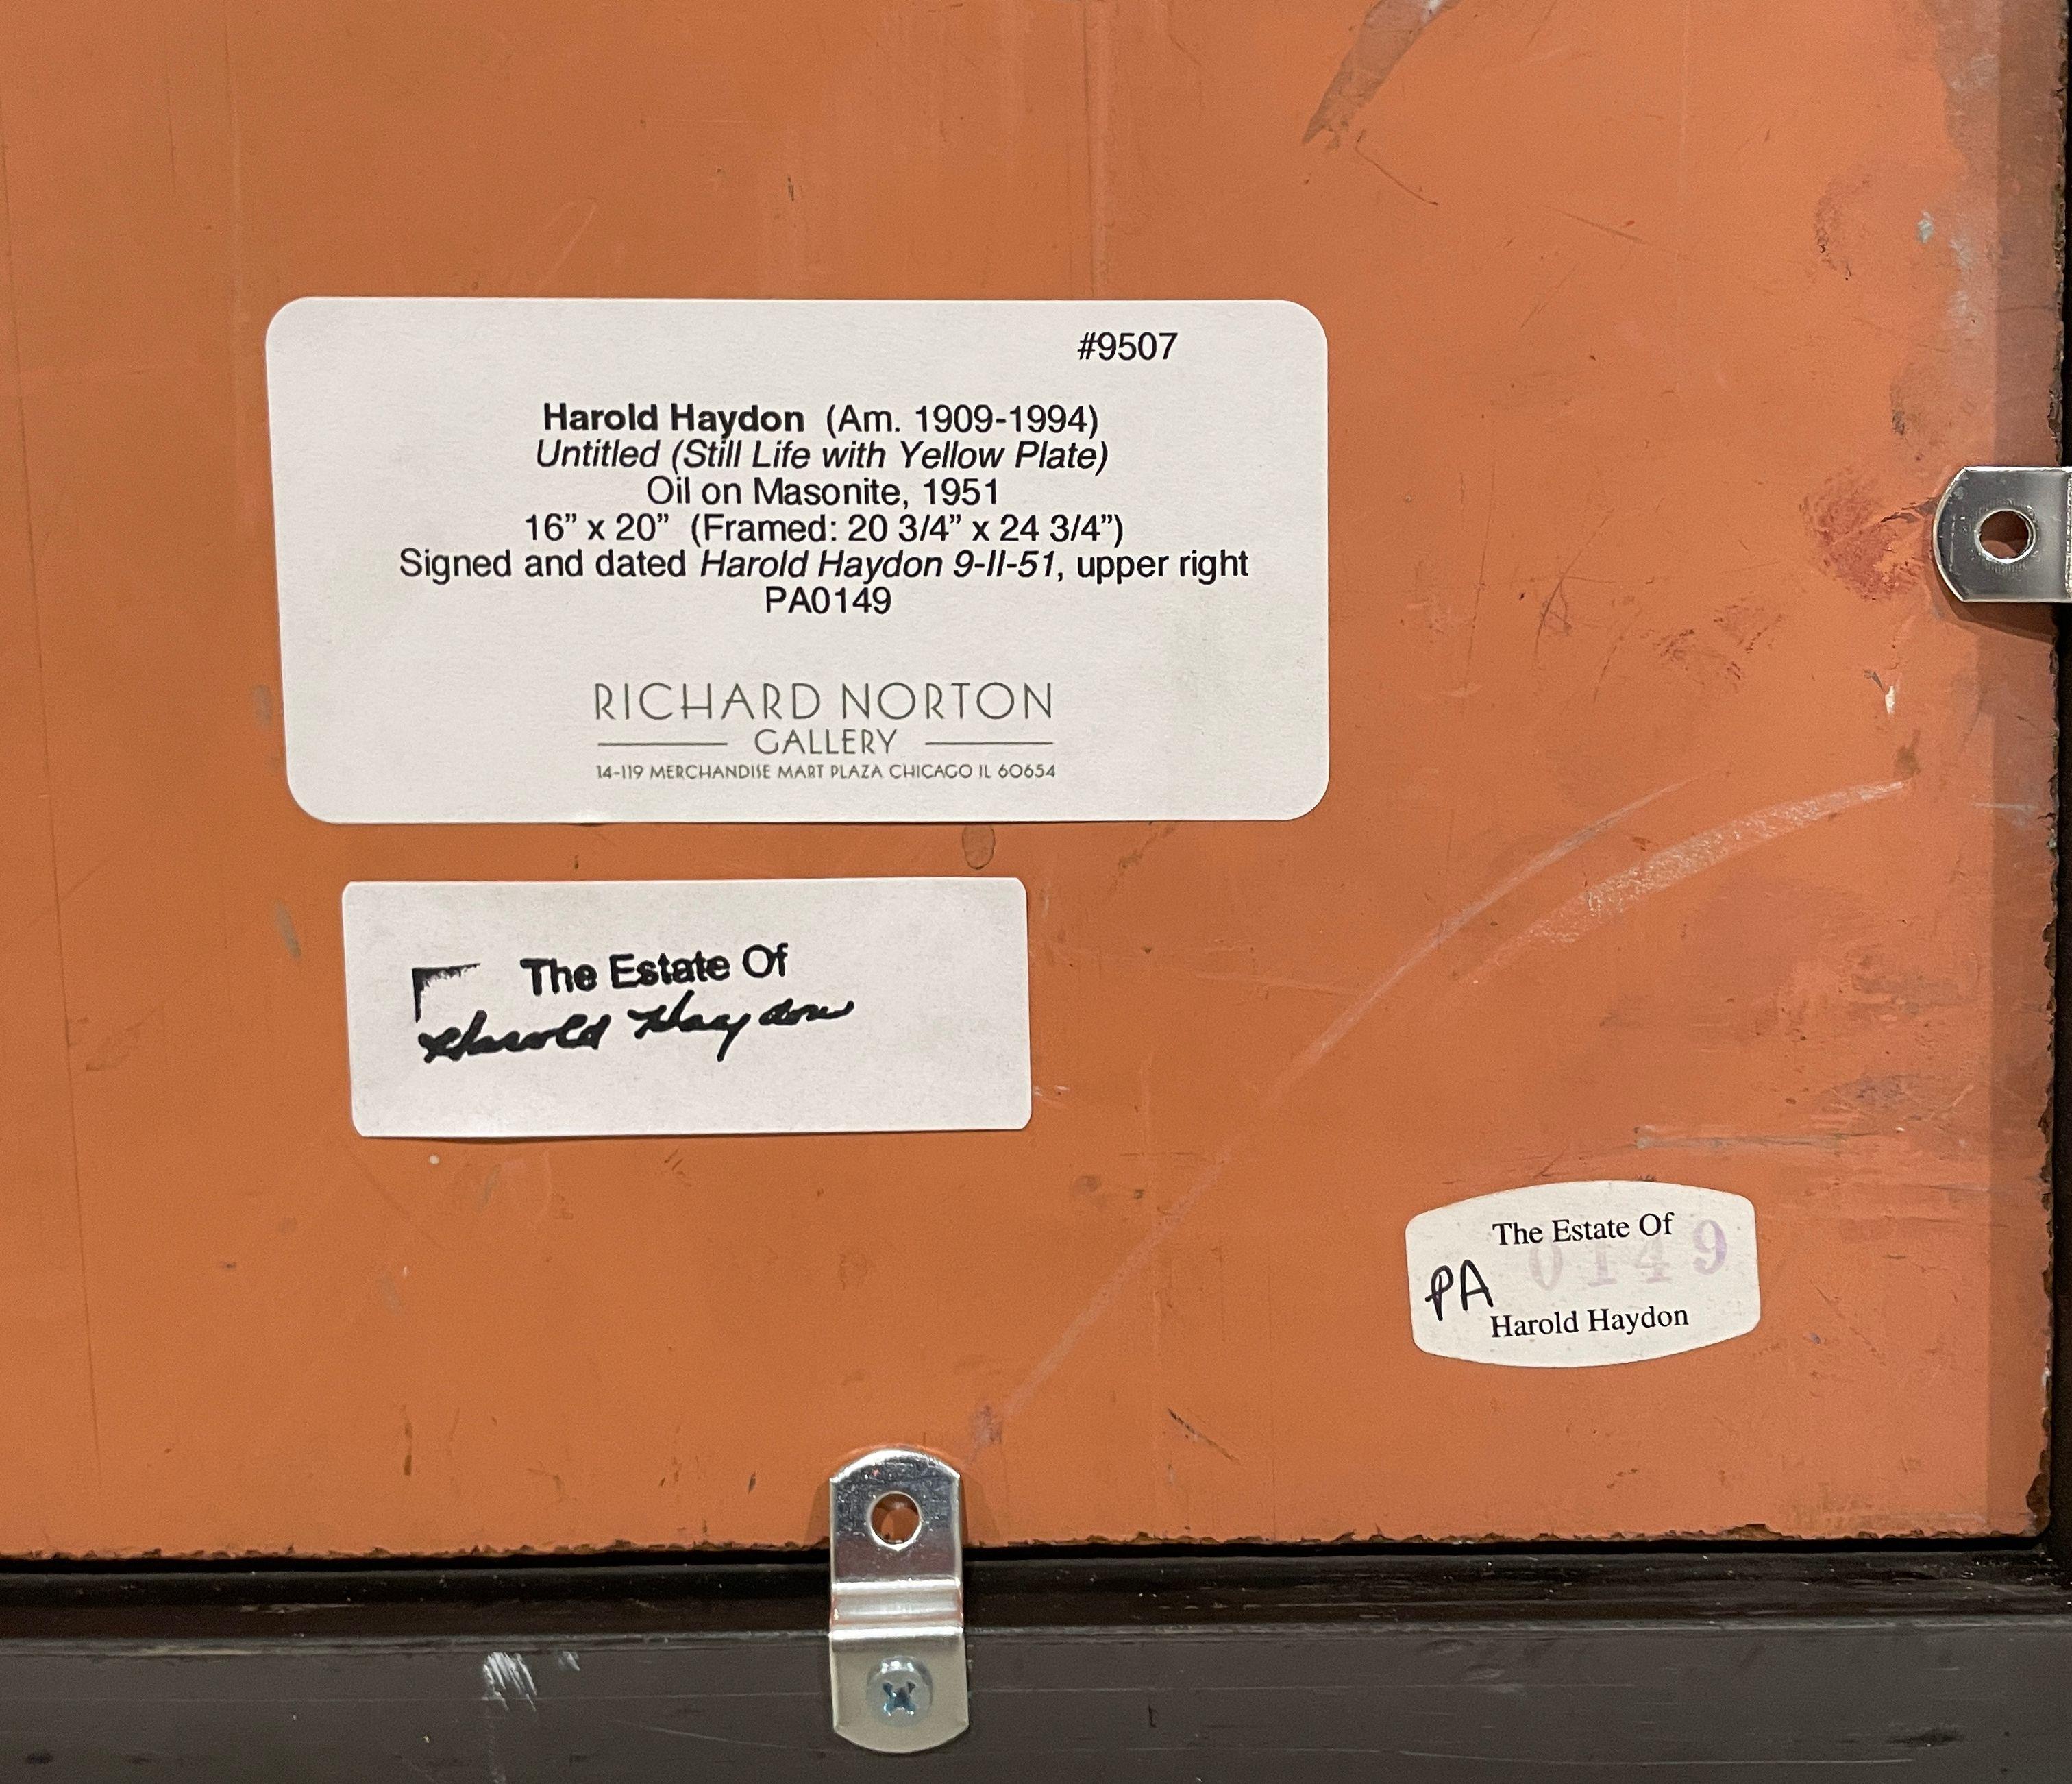 #9507
Harold Haydon (Am. 1909-1994)
Untitled (Still Life with Yellow Plate)
Oil on Masonite, 1951
16” x 20” (Framed: 20 3/4” x 24 3/4”)
Signed and dated Harold Haydon 9-II-51, upper right
PA0149
RICHARD NORTON
GALLERY
14-119 MERCHANDISE MART PLAZA CHICAGO IL 60654
The Estate Of
Harold Haydon
The Estate Of
PA 0149
Harold Haydon